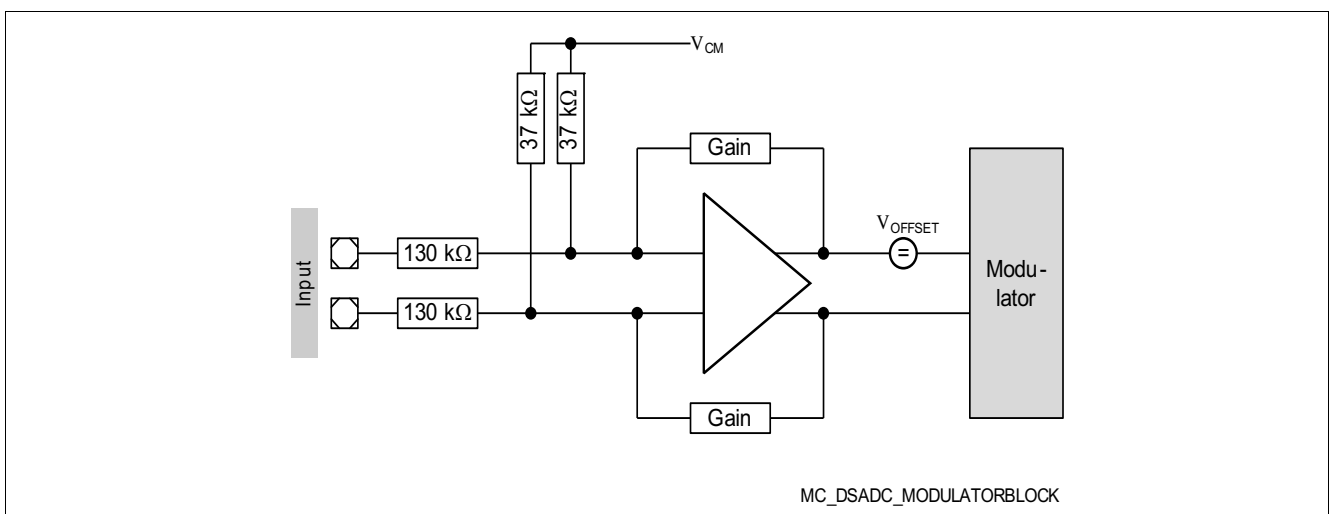 V_CM
37 kΩ
37 kΩ
Gain
V_OFFSET
Input
130 kΩ
130 kΩ
Modu-
lator
Gain
MC_DSADC_MODULATORBLOCK